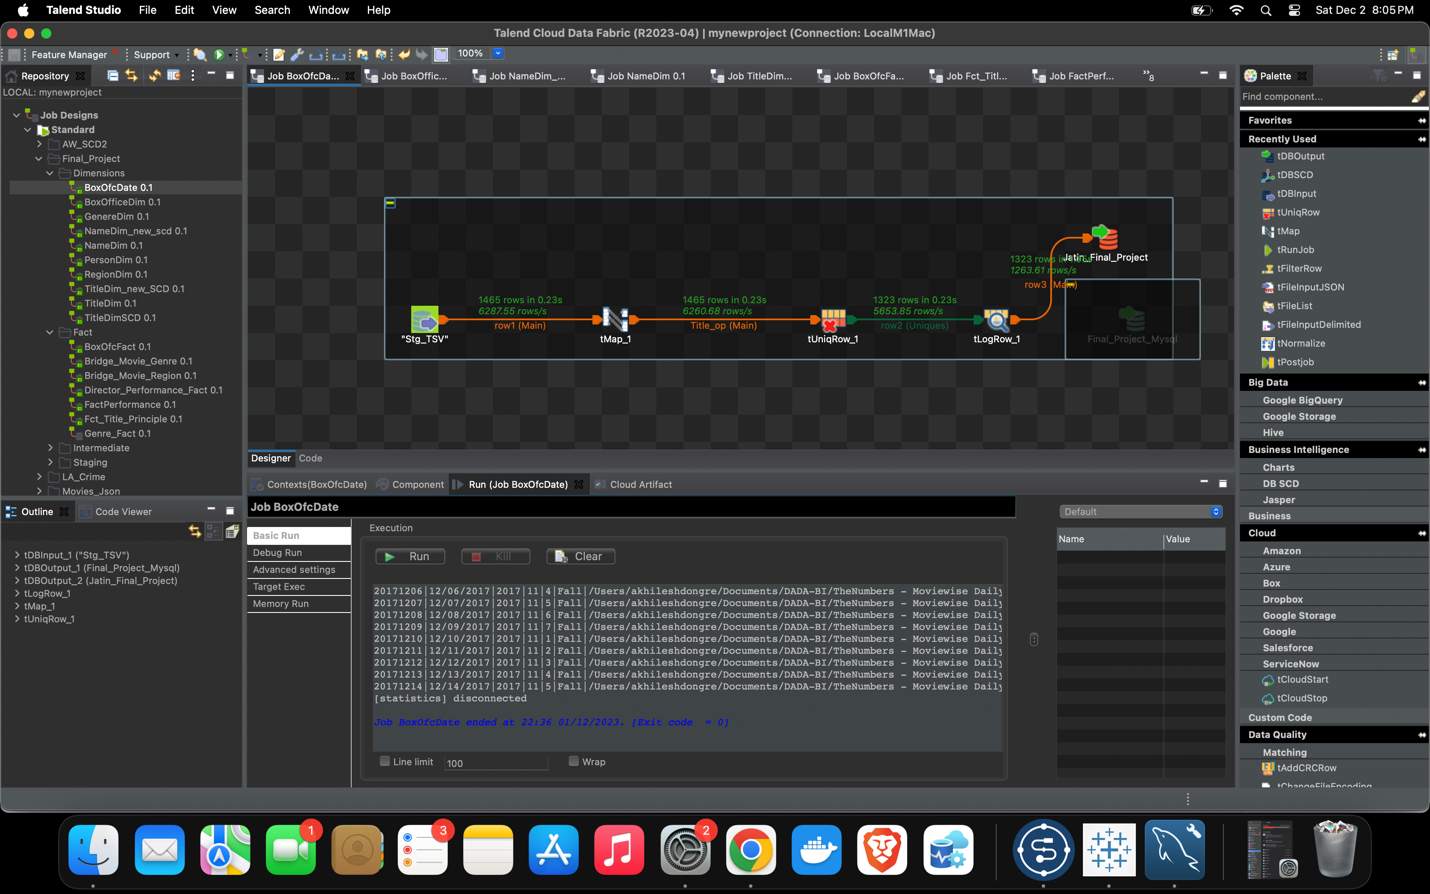 Talend Studio File Edit View Search Window Help
Sat Dec 2 8:05 PM
Talend Cloud Data Fabric (R2023-04) | mynewproject (Connection: LocalM1Mac)
Feature Manager
Support
100%
Repository
LOCAL: mynewproject
Job Designs
Standard
AW_SCD2
Final_Project
Dimensions
BoxOfcDate 0.1
BoxOfficeDim 0.1
GenereDim 0.1
NameDim_new_scd 0.1
NameDim 0.1
PersonDim 0.1
RegionDim 0.1
TitleDim_new_SCD 0.1
TitleDim 0.1
TitleDimSCD 0.1
Fact
BoxOfcFact 0.1
Bridge_Movie_Genre 0.1
Bridge_Movie_Region 0.1
Director_Performance_Fact 0.1
FactPerformance 0.1
Fct_Title_Principle 0.1
Genre_Fact 0.1
Intermediate
Staging
LA_Crime
Movies_Json
Job BoxOfcDa...
Job BoxOffic...
Job NameDim_...
Job NameDim 0.1
Job TitleDim...
Job BoxOfcFa...
Job Fct_Titl...
Job FactPerf...
8
"Stg_TSV"
1465 rows in 0.23s
6287.55 rows/s
row1 (Main)
tMap_1
1465 rows in 0.23s
6260.68 rows/s
Title_op (Main)
tUniqRow_1
1323 rows in 0.23s
5653.85 rows/s
row2 (Uniques)
tLogRow_1
1323 rows in
1263.61 rows/s
row3 (Main)
Jatin_Final_Project
Final_Project_Mysql
Designer
Code
Outline
Code Viewer
tDBInput_1 ("Stg_TSV")
tDBOutput_1 (Final_Project_Mysql)
tDBOutput_2 (Jatin_Final_Project)
tLogRow_1
tMap_1
tUniqRow_1
Contexts(BoxOfcDate)
Component
Run (Job BoxOfcDate)
Cloud Artifact
Job BoxOfcDate
Basic Run
Debug Run
Advanced settings
Target Exec
Memory Run
Execution
Run
Kill
Clear
20171206|12/06/2017|2017|11|4|Fall|/Users/akhileshdongre/Documents/DADA-BI/TheNumbers - Moviewise Daily
20171207|12/07/2017|2017|11|5|Fall|/Users/akhileshdongre/Documents/DADA-BI/TheNumbers - Moviewise Daily
20171208|12/08/2017|2017|11|6|Fall|/Users/akhileshdongre/Documents/DADA-BI/TheNumbers - Moviewise Daily
20171209|12/09/2017|2017|11|7|Fall|/Users/akhileshdongre/Documents/DADA-BI/TheNumbers - Moviewise Daily
20171210|12/10/2017|2017|11|1|Fall|/Users/akhileshdongre/Documents/DADA-BI/TheNumbers - Moviewise Daily
20171211|12/11/2017|2017|11|2|Fall|/Users/akhileshdongre/Documents/DADA-BI/TheNumbers - Moviewise Daily
20171212|12/12/2017|2017|11|3|Fall|/Users/akhileshdongre/Documents/DADA-BI/TheNumbers - Moviewise Daily
20171213|12/13/2017|2017|11|4|Fall|/Users/akhileshdongre/Documents/DADA-BI/TheNumbers - Moviewise Daily
20171214|12/14/2017|2017|11|5|Fall|/Users/akhileshdongre/Documents/DADA-BI/TheNumbers - Moviewise Daily
[statistics] disconnected
Job BoxOfcDate ended at 22:36 01/12/2023. [Exit code = 0]
Line limit
100
Wrap
Default
Name
Value
Palette
Find component...
Favorites
Recently Used
tDBOutput
tDBSCD
tDBInput
tUniqRow
tMap
tRunJob
tFilterRow
tFileInputJSON
tFileList
tFileInputDelimited
tNormalize
tPostjob
Big Data
Google BigQuery
Google Storage
Hive
Business Intelligence
Charts
DB SCD
Jasper
Business
Cloud
Amazon
Azure
Box
Dropbox
Google Storage
Google
Salesforce
ServiceNow
tCloudStart
tCloudStop
Custom Code
Data Quality
Matching
tAddCRCRow
tChangeFileEncoding
1
3
2